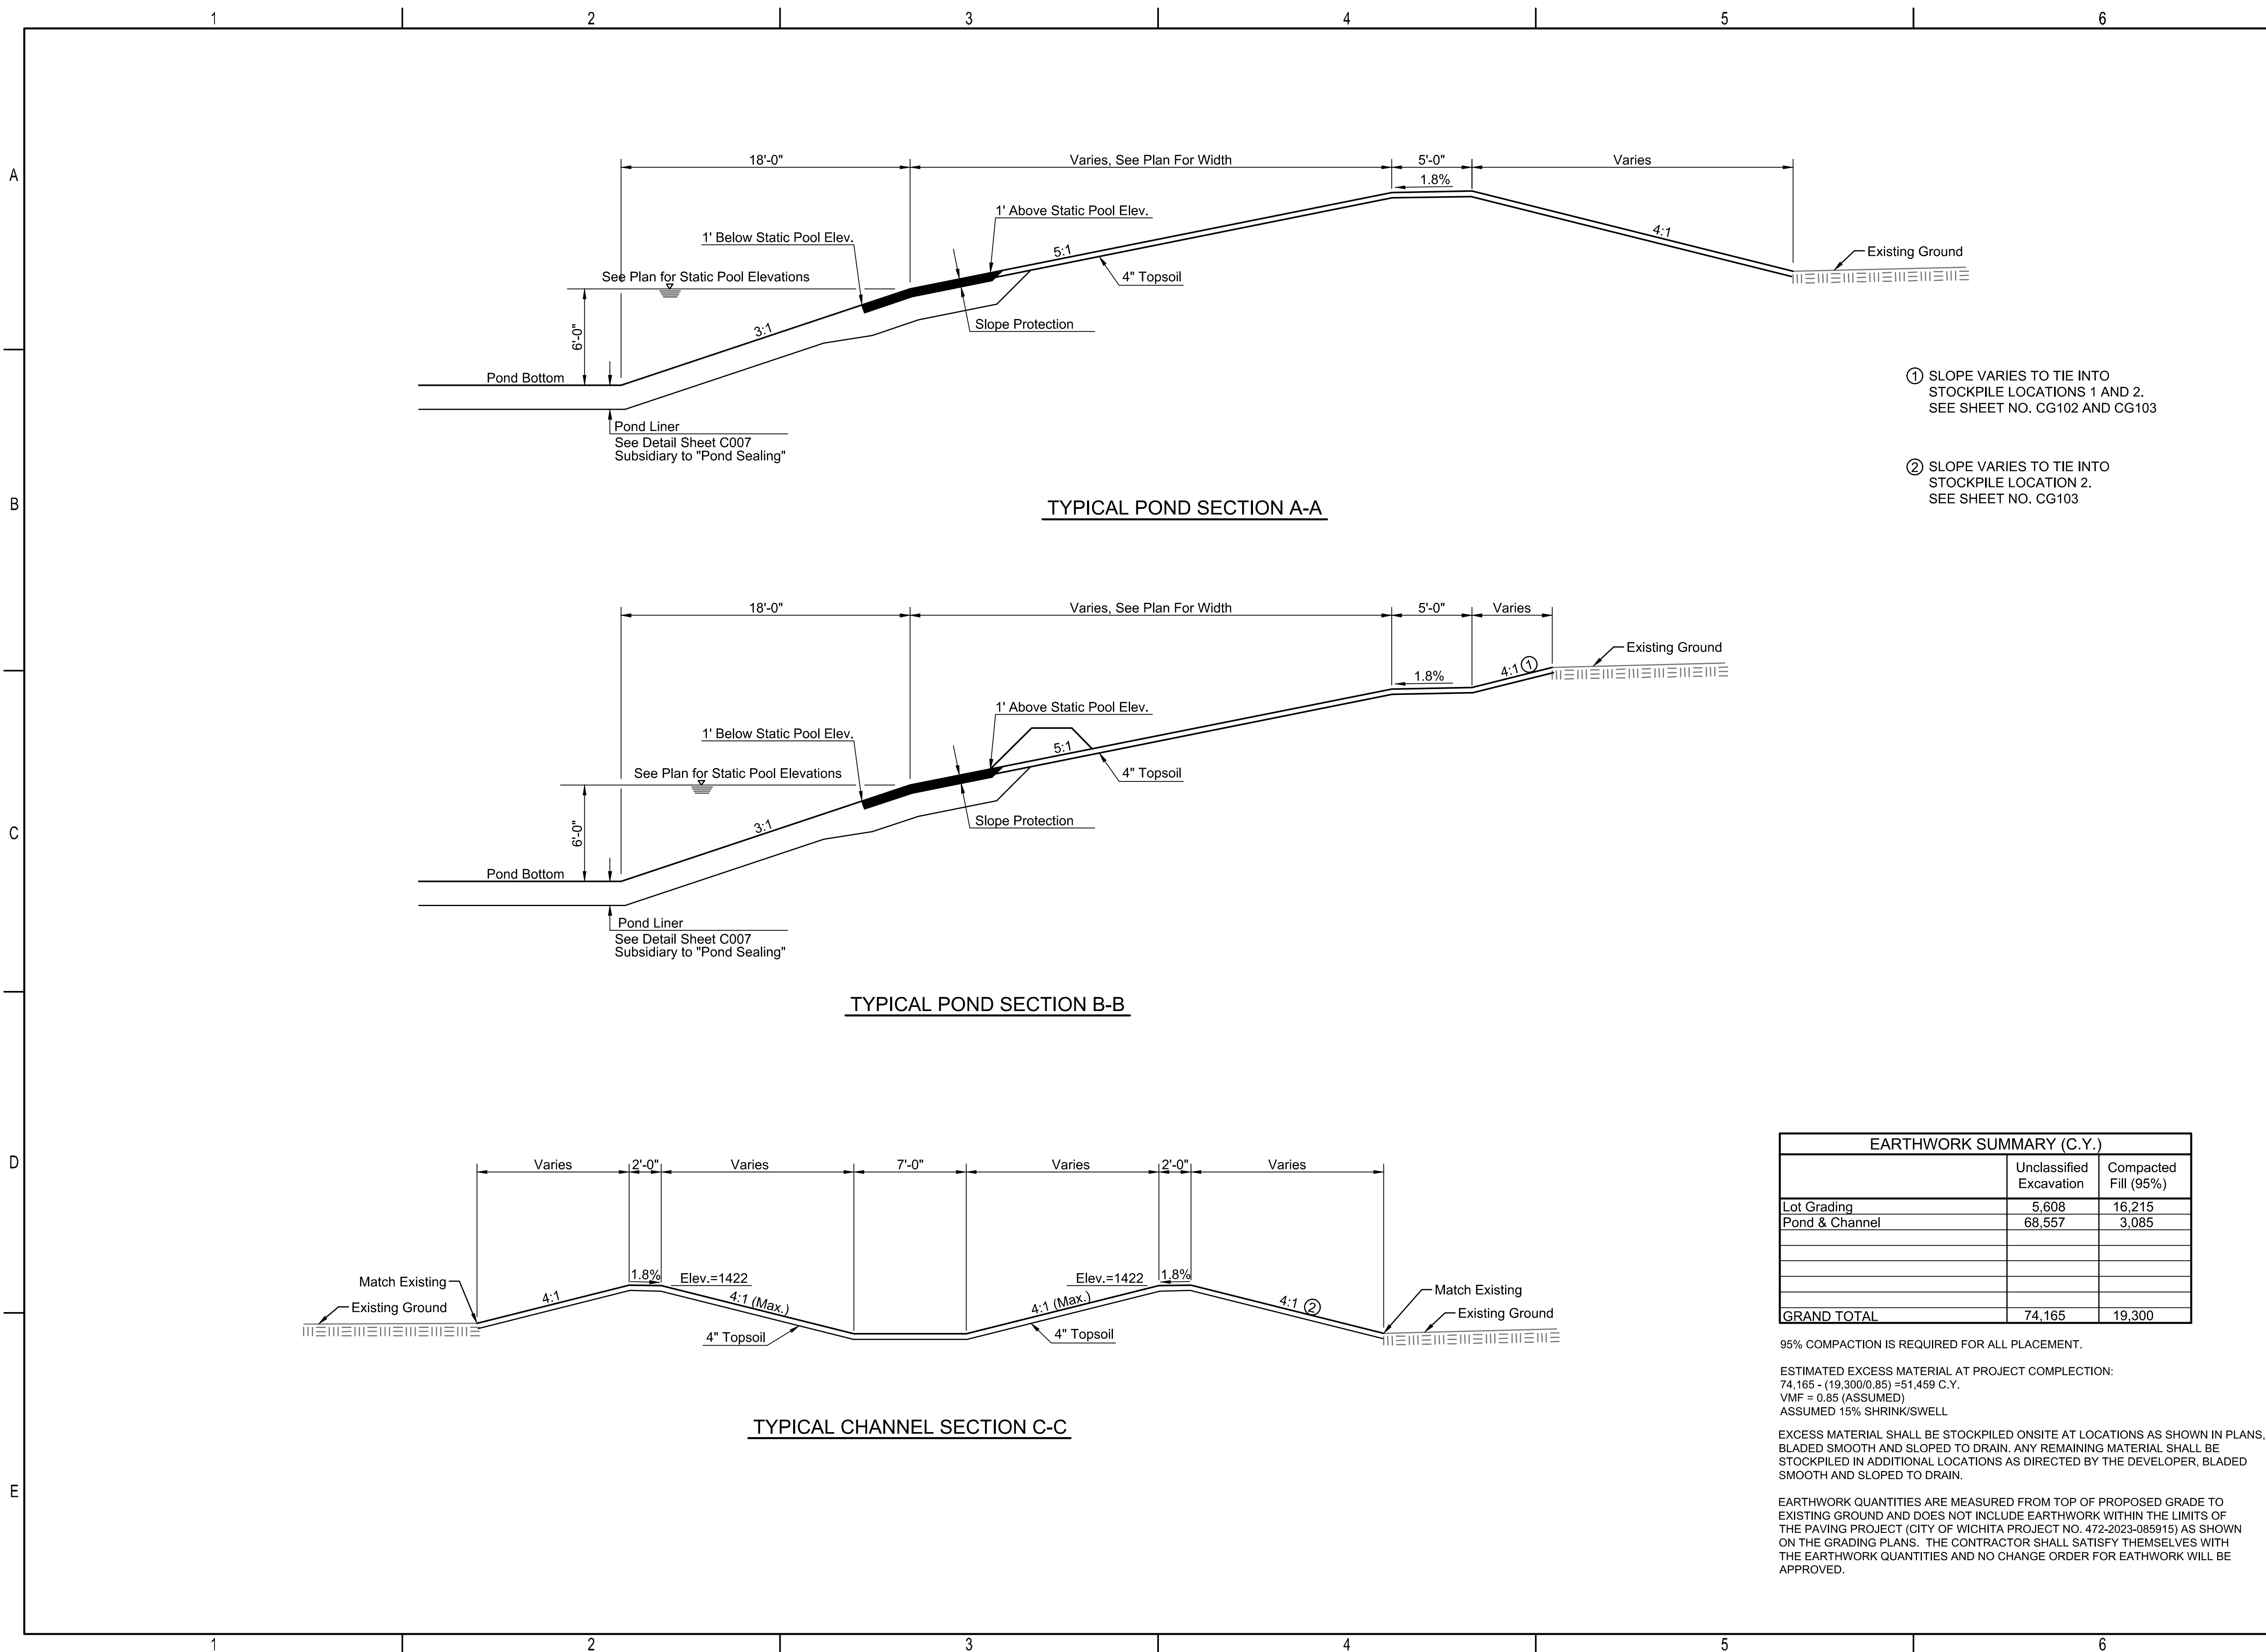 1 2 3 4 5 6
A
18'-0" Varies, See Plan For Width 5'-0" Varies
1.8%
1' Above Static Pool Elev.
1' Below Static Pool Elev.
5:1
4:1
Existing Ground
See Plan for Static Pool Elevations
4" Topsoil
Slope Protection
3:1
6'-0"
Pond Bottom
Pond Liner
See Detail Sheet C007
Subsidiary to "Pond Sealing"
1 SLOPE VARIES TO TIE INTO
STOCKPILE LOCATIONS 1 AND 2.
SEE SHEET NO. CG102 AND CG103
2 SLOPE VARIES TO TIE INTO
STOCKPILE LOCATION 2.
SEE SHEET NO. CG103
B
TYPICAL POND SECTION A-A
18'-0" Varies, See Plan For Width 5'-0" Varies
Existing Ground
1.8%
4:1 1
1' Above Static Pool Elev.
1' Below Static Pool Elev.
5:1
See Plan for Static Pool Elevations
4" Topsoil
Slope Protection
C
3:1
6'-0"
Pond Bottom
Pond Liner
See Detail Sheet C007
Subsidiary to "Pond Sealing"
TYPICAL POND SECTION B-B
D
Varies 2'-0" Varies 7'-0" Varies 2'-0" Varies
Match Existing
1.8% Elev.=1422
Elev.=1422 1.8%
Match Existing
Existing Ground
4:1
4:1 (Max.)
4:1 (Max.)
4:1 2
Existing Ground
4" Topsoil
4" Topsoil
TYPICAL CHANNEL SECTION C-C
EARTHWORK SUMMARY (C.Y.)
Unclassified Compacted
Excavation Fill (95%)
Lot Grading 5,608 16,215
Pond & Channel 68,557 3,085
GRAND TOTAL 74,165 19,300
95% COMPACTION IS REQUIRED FOR ALL PLACEMENT.
ESTIMATED EXCESS MATERIAL AT PROJECT COMPLECTION:
74,165 - (19,300/0.85) =51,459 C.Y.
VMF = 0.85 (ASSUMED)
ASSUMED 15% SHRINK/SWELL
EXCESS MATERIAL SHALL BE STOCKPILED ONSITE AT LOCATIONS AS SHOWN IN PLANS,
BLADED SMOOTH AND SLOPED TO DRAIN. ANY REMAINING MATERIAL SHALL BE
STOCKPILED IN ADDITIONAL LOCATIONS AS DIRECTED BY THE DEVELOPER, BLADED
SMOOTH AND SLOPED TO DRAIN.
E
EARTHWORK QUANTITIES ARE MEASURED FROM TOP OF PROPOSED GRADE TO
EXISTING GROUND AND DOES NOT INCLUDE EARTHWORK WITHIN THE LIMITS OF
THE PAVING PROJECT (CITY OF WICHITA PROJECT NO. 472-2023-085915) AS SHOWN
ON THE GRADING PLANS. THE CONTRACTOR SHALL SATISFY THEMSELVES WITH
THE EARTHWORK QUANTITIES AND NO CHANGE ORDER FOR EATHWORK WILL BE
APPROVED.
1 2 3 4 5 6